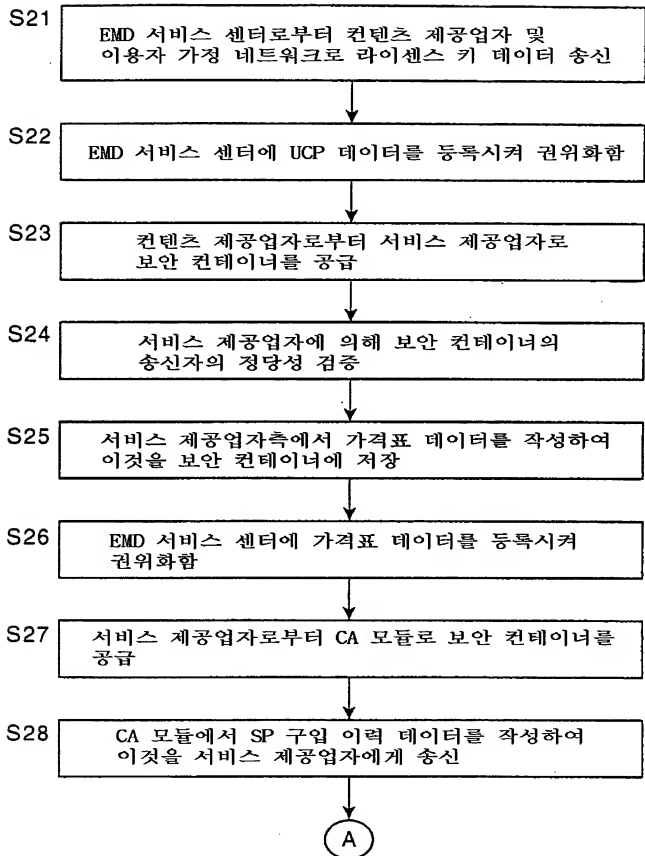 S21
EMD 서비스 센터로부터 컨텐츠 제공업자 및
이용자 가정 네트워크로 라이센스 키 데이터 송신
S22
EMD 서비스 센터에 UCP 데이터를 등록시켜 권위화함
S23
컨텐츠 제공업자로부터 서비스 제공업자로
보안 컨테이너를 공급
S24
서비스 제공업자에 의해 보안 컨테이너의
송신자의 정당성 검증
S25
서비스 제공업자측에서 가격표 데이터를 작성하여
이것을 보안 컨테이너에 저장
S26
EMD 서비스 센터에 가격표 데이터를 등록시켜
권위화함
S27
서비스 제공업자로부터 CA 모듈로 보안 컨테이너를
공급
S28
CA 모듈에서 SP 구입 이력 데이터를 작성하여
이것을 서비스 제공업자에게 송신
A